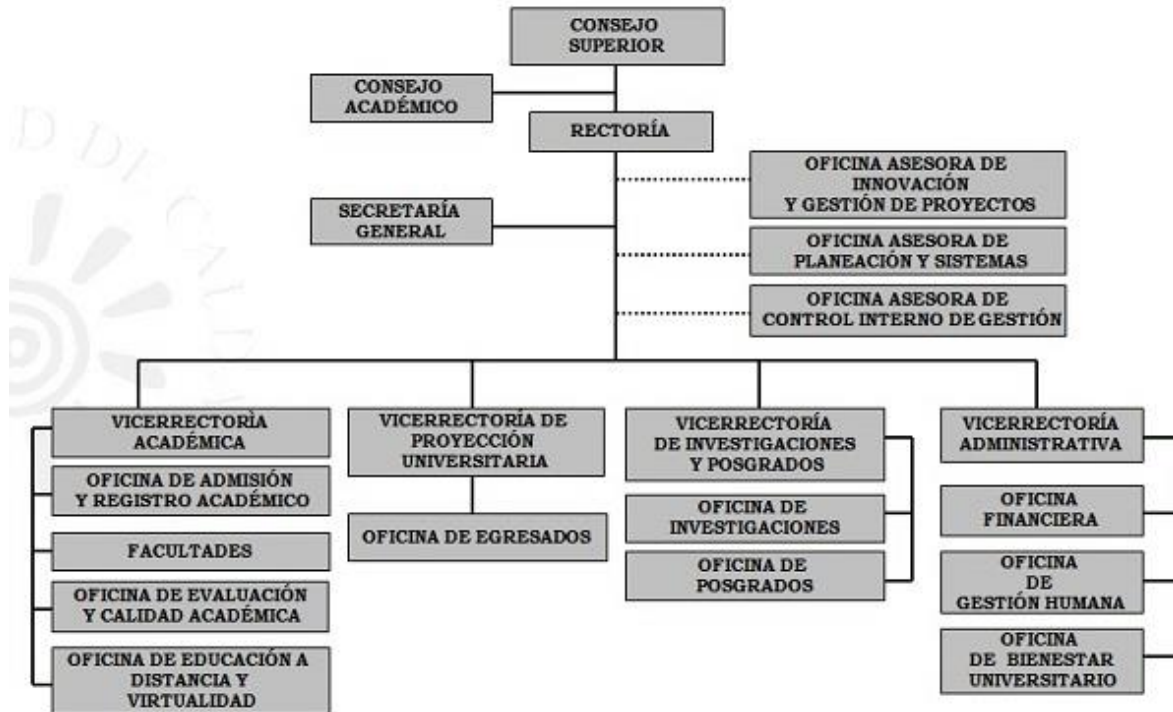 CONSEJO
SUPERIOR
CONSEJO
ACADÉMICO
RECTORÍA
OFICINA ASESORA DE
INNOVACIÓN
Y GESTIÓN DE PROYECTOS
SECRETARÍA
GENERAL
OFICINA ASESORA DE
PLANEACIÓN Y SISTEMAS
OFICINA ASESORA DE
CONTROL INTERNO DE GESTIÓN
VICERRECTORÌA
ACADÉMICA
OFICINA DE ADMISIÓN
Y REGISTRO ACADÉMICO
FACULTADES
OFICINA DE EVALUACIÓN
Y CALIDAD ACADÉMICA
OFICINA DE EDUCACIÓN A
DISTANCIA Y
VIRTUALIDAD
VICERRECTORÍA DE
PROYECCIÓN
UNIVERSITARIA
OFICINA DE EGRESADOS
VICERRECTORÍA
DE INVESTIGACIONES
Y POSGRADOS
OFICINA DE
INVESTIGACIONES
OFICINA DE
POSGRADOS
VICERRECTORÍA
ADMINISTRATIVA
OFICINA
FINANCIERA
OFICINA
DE
GESTIÓN HUMANA
OFICINA
DE BIENESTAR
UNIVERSITARIO
D DE CALD